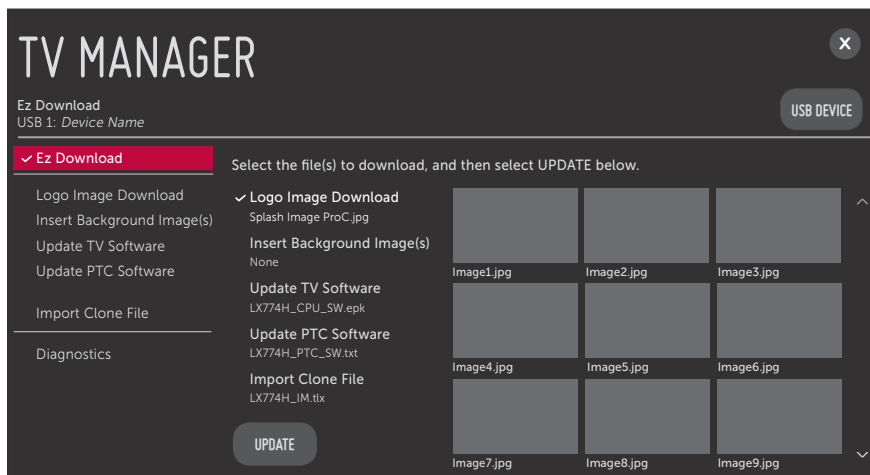 TV MANAGER
X
Ez Download
USB 1: Device Name
USB DEVICE
Ez Download
Logo Image Download
Insert Background Image(s)
Update TV Software
Update PTC Software
Import Clone File
Diagnostics
Select the file(s) to download, and then select UPDATE below.
Logo Image Download
Splash Image ProC.jpg
Insert Background Image(s)
None
Update TV Software
LX774H_CPU_SW.epk
Update PTC Software
LX774H_PTC_SW.txt
Import Clone File
LX774H_IM.tlx
UPDATE
Image1.jpg
Image2.jpg
Image3.jpg
Image4.jpg
Image5.jpg
Image6.jpg
Image7.jpg
Image8.jpg
Image9.jpg